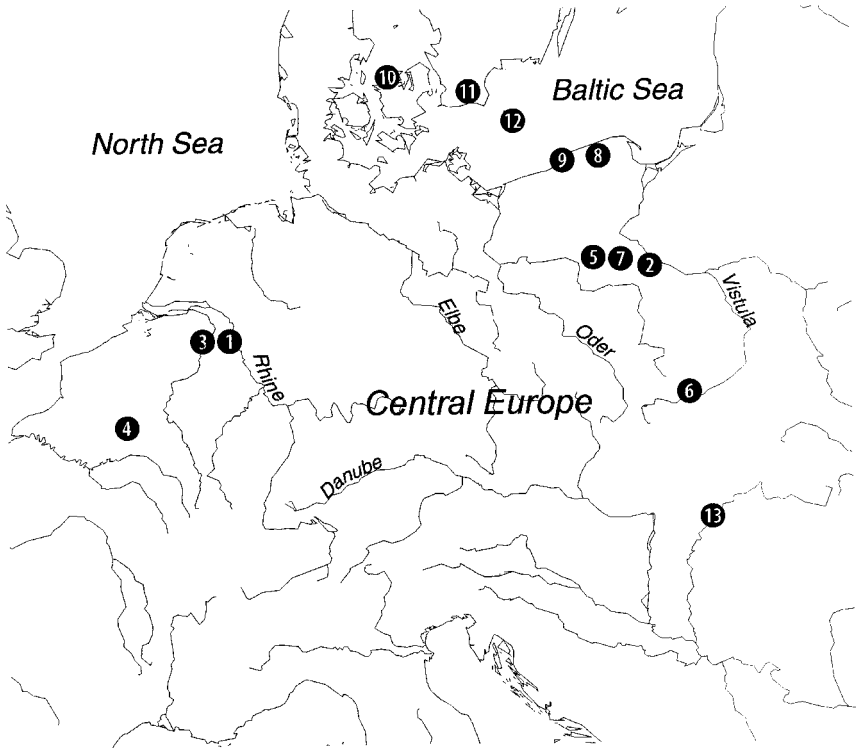 10
11
Baltic Sea
12
North Sea
9
8
5
7
2
Vistula
Elbe
Oder
3
1
Rhine
6
Central Europe
4
Danube
13